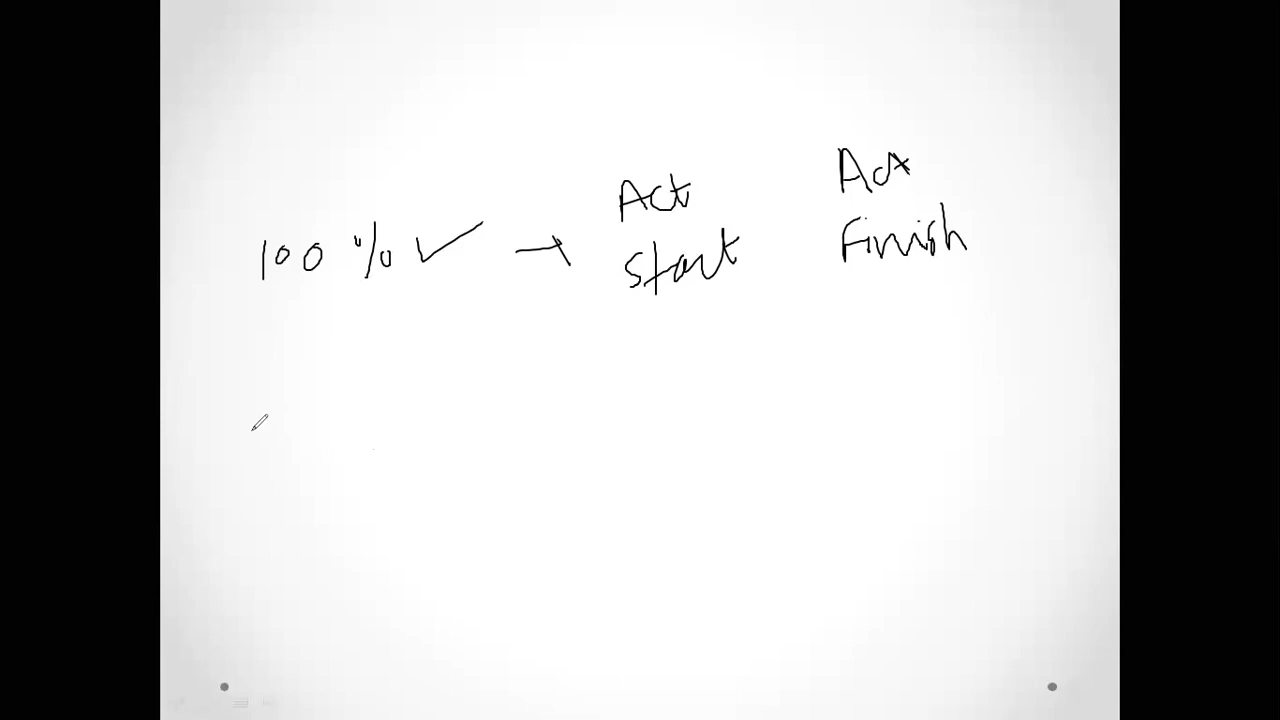 100 % ✓ → Act Start
Act Finish